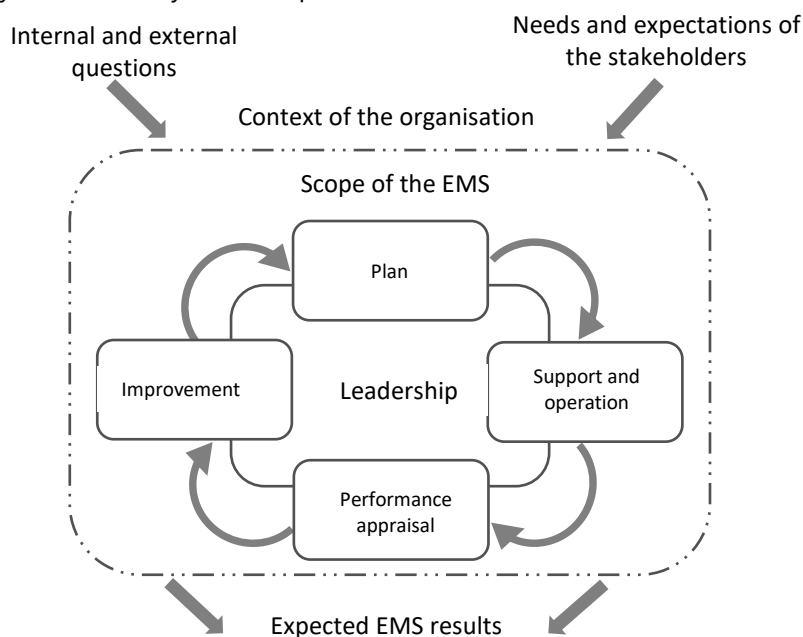 Internal and external
questions
Needs and expectations of
the stakeholders
Context of the organisation
Scope of the EMS
Plan
Improvement
Leadership
Support and
operation
Performance
appraisal
Expected EMS results